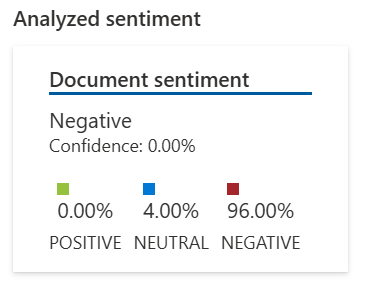 Analyzed sentiment
Document sentiment
Negative
Confidence: 0.00%
0.00% 4.00% 96.00%
POSITIVE NEUTRAL NEGATIVE